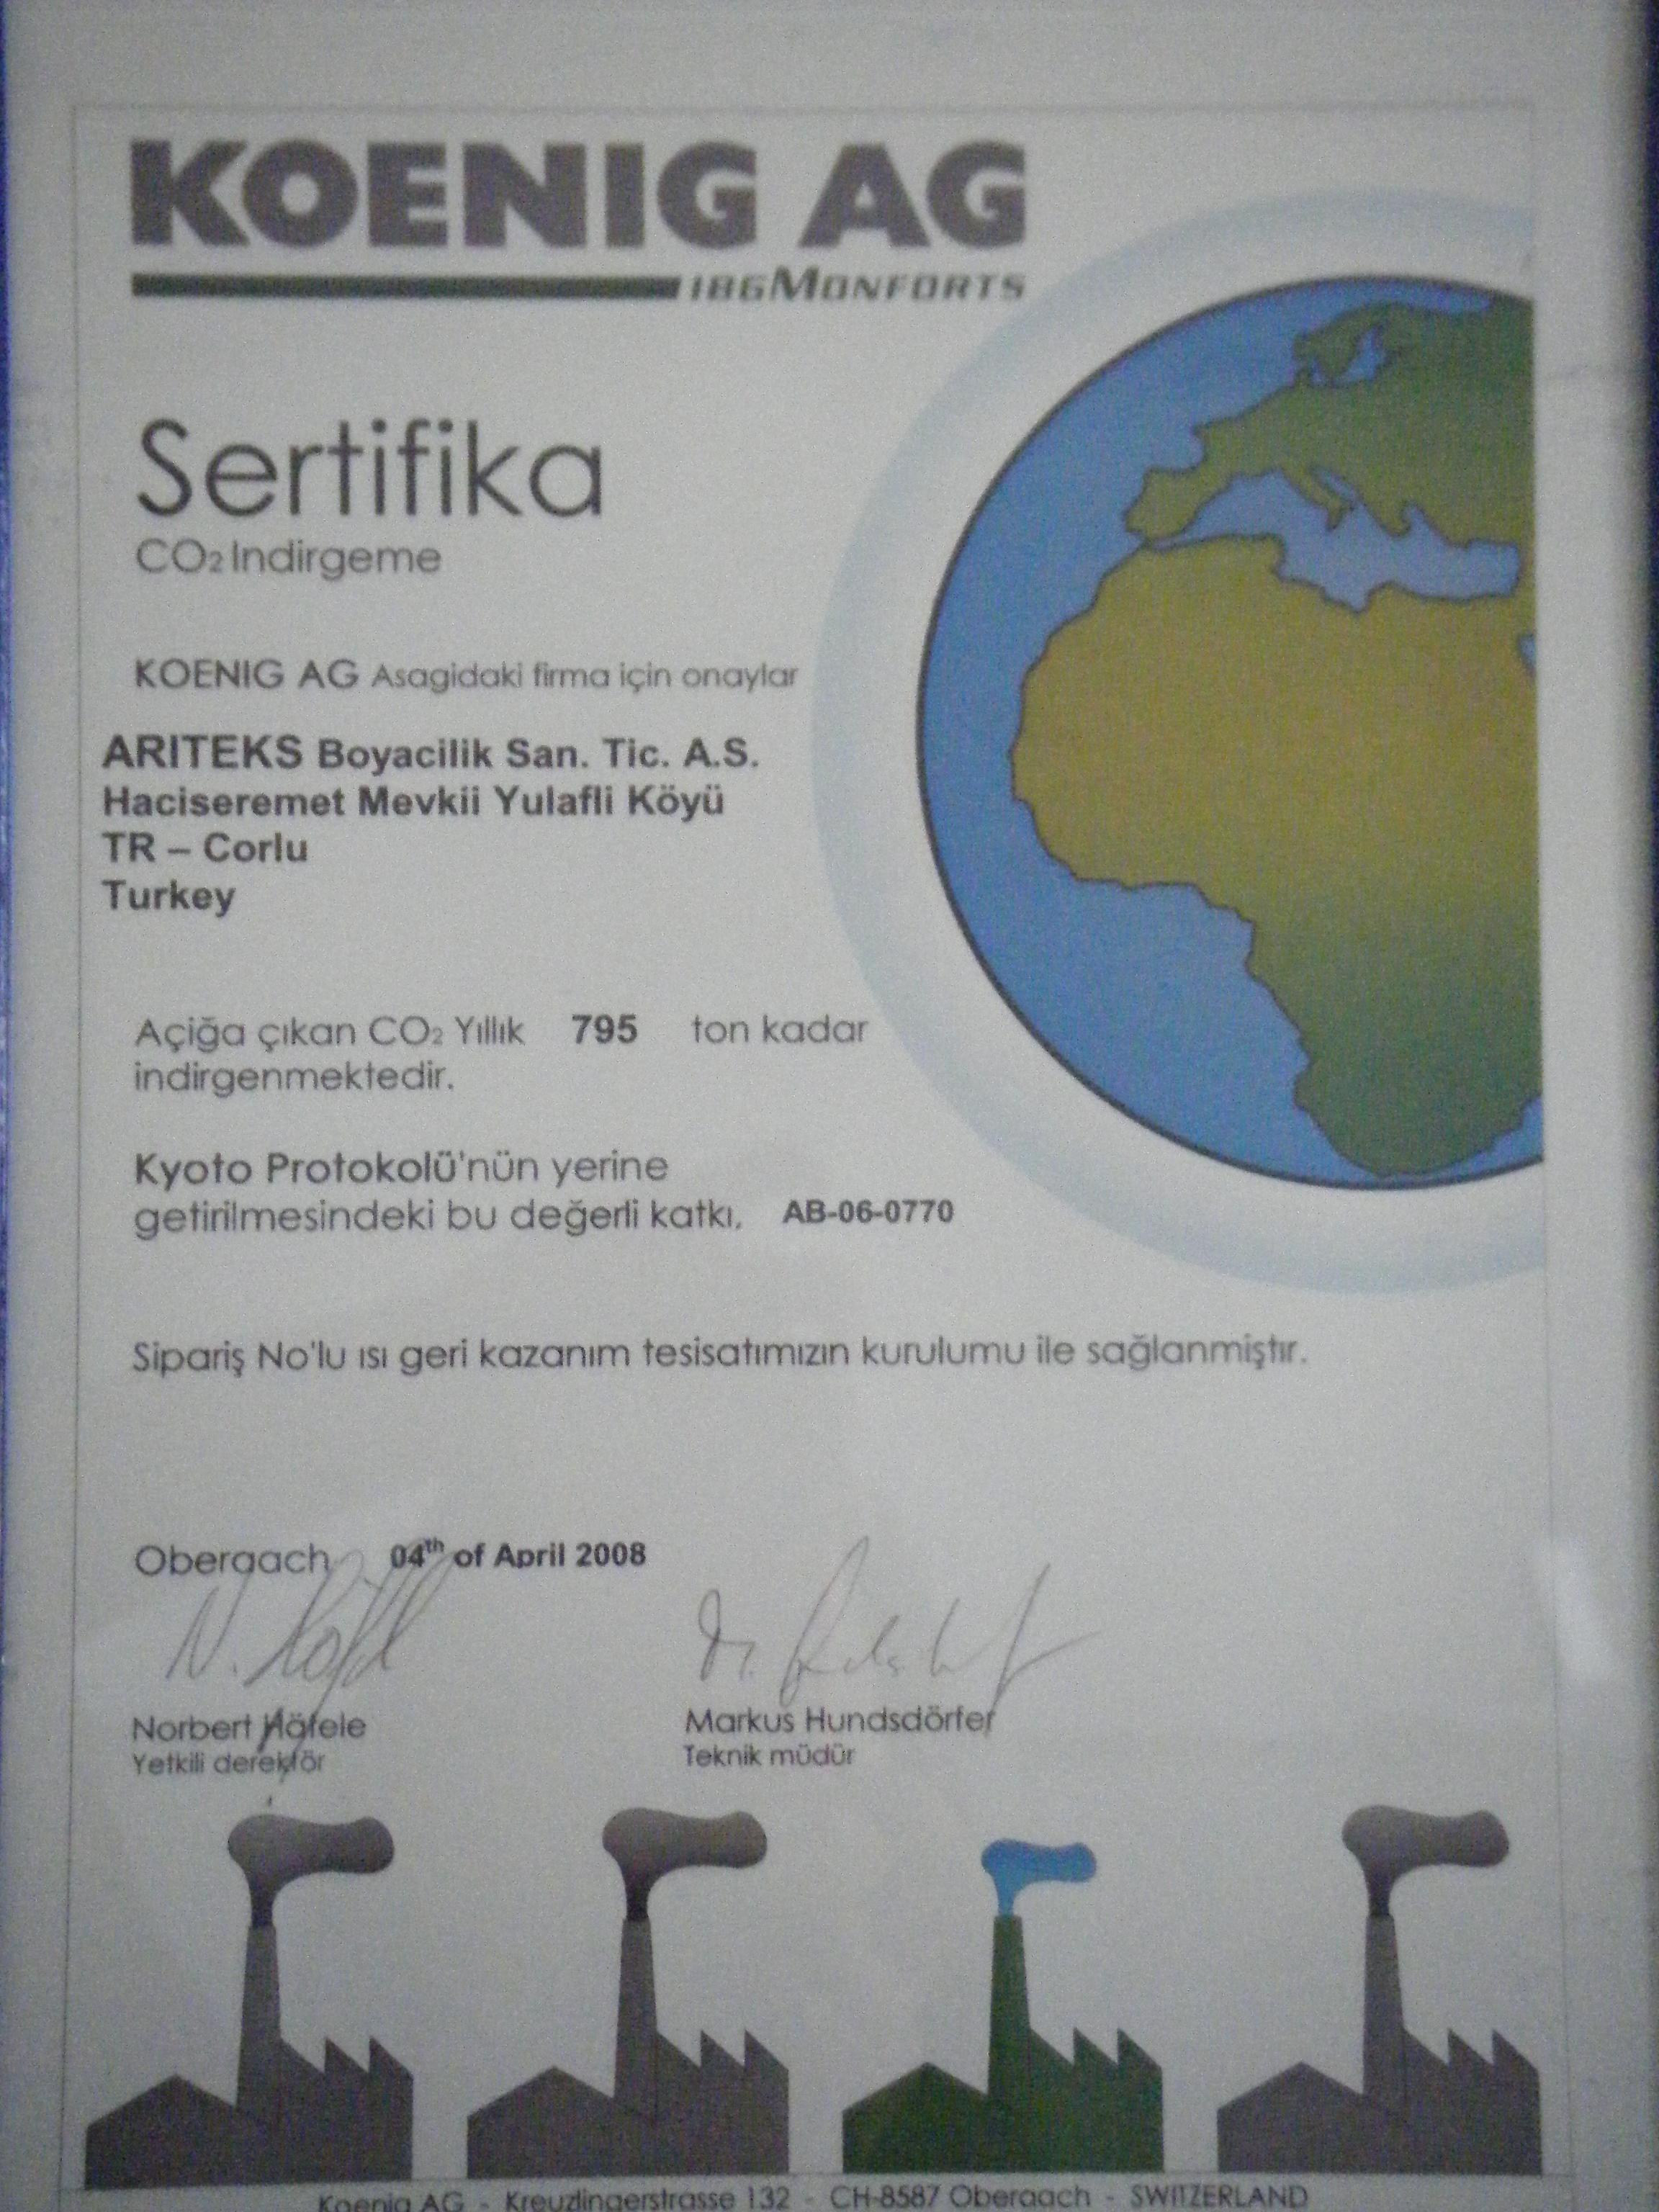 KOENIG AG
IBGMONFORTS
Sertifika
CO2 Indirgeme
KOENIG AG Asagidaki firma için onaylar
ARITEKS Boyacilik San. Tic. A.S.
Haciseremet Mevkii Yulafli Köyü
TR – Corlu
Turkey
Açiğa çıkan CO2 Yıllık 795 ton kadar
indirgenmektedir.
Kyoto Protokolü'nün yerine
getirilmesindeki bu değerli katkı, AB-06-0770
Sipariş No'lu ısı geri kazanım tesisatımızın kurulumu ile sağlanmiştır.
Oberaach, 04th of April 2008
Norbert Häfele
Yetkili derektör
Markus Hundsdörfer
Teknik müdür
Koenig AG - Kreuzlingerstrasse 132 - CH-8587 Oberaach - SWITZERLAND